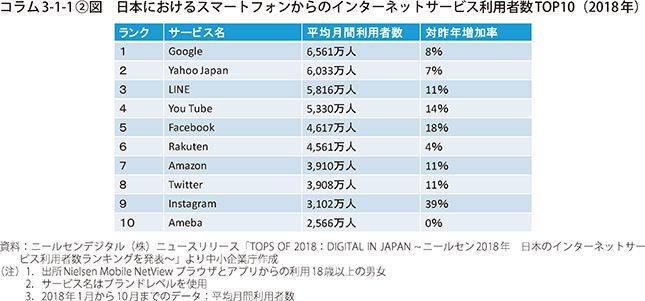 コラム3-1-1②図　日本におけるスマートフォンからのインターネットサービス利用者数TOP10（2018年）
ランク サービス名 平均月間利用者数 対昨年増加率
1 Google 6,561万人 8%
2 Yahoo Japan 6,033万人 7%
3 LINE 5,816万人 11%
4 You Tube 5,330万人 14%
5 Facebook 4,617万人 18%
6 Rakuten 4,561万人 4%
7 Amazon 3,910万人 11%
8 Twitter 3,908万人 11%
9 Instagram 3,102万人 39%
10 Ameba 2,566万人 0%
資料：ニールセンデジタル（株）ニュースリリース「TOPS OF 2018：DIGITAL IN JAPAN ～ニールセン2018年　日本のインターネットサー
ビス利用者数ランキングを発表～」より中小企業庁作成
（注）1. 出所Nielsen Mobile NetView ブラウザとアプリからの利用18歳以上の男女
2. サービス名はブランドレベルを使用
3. 2018年1月から10月までのデータ：平均月間利用者数